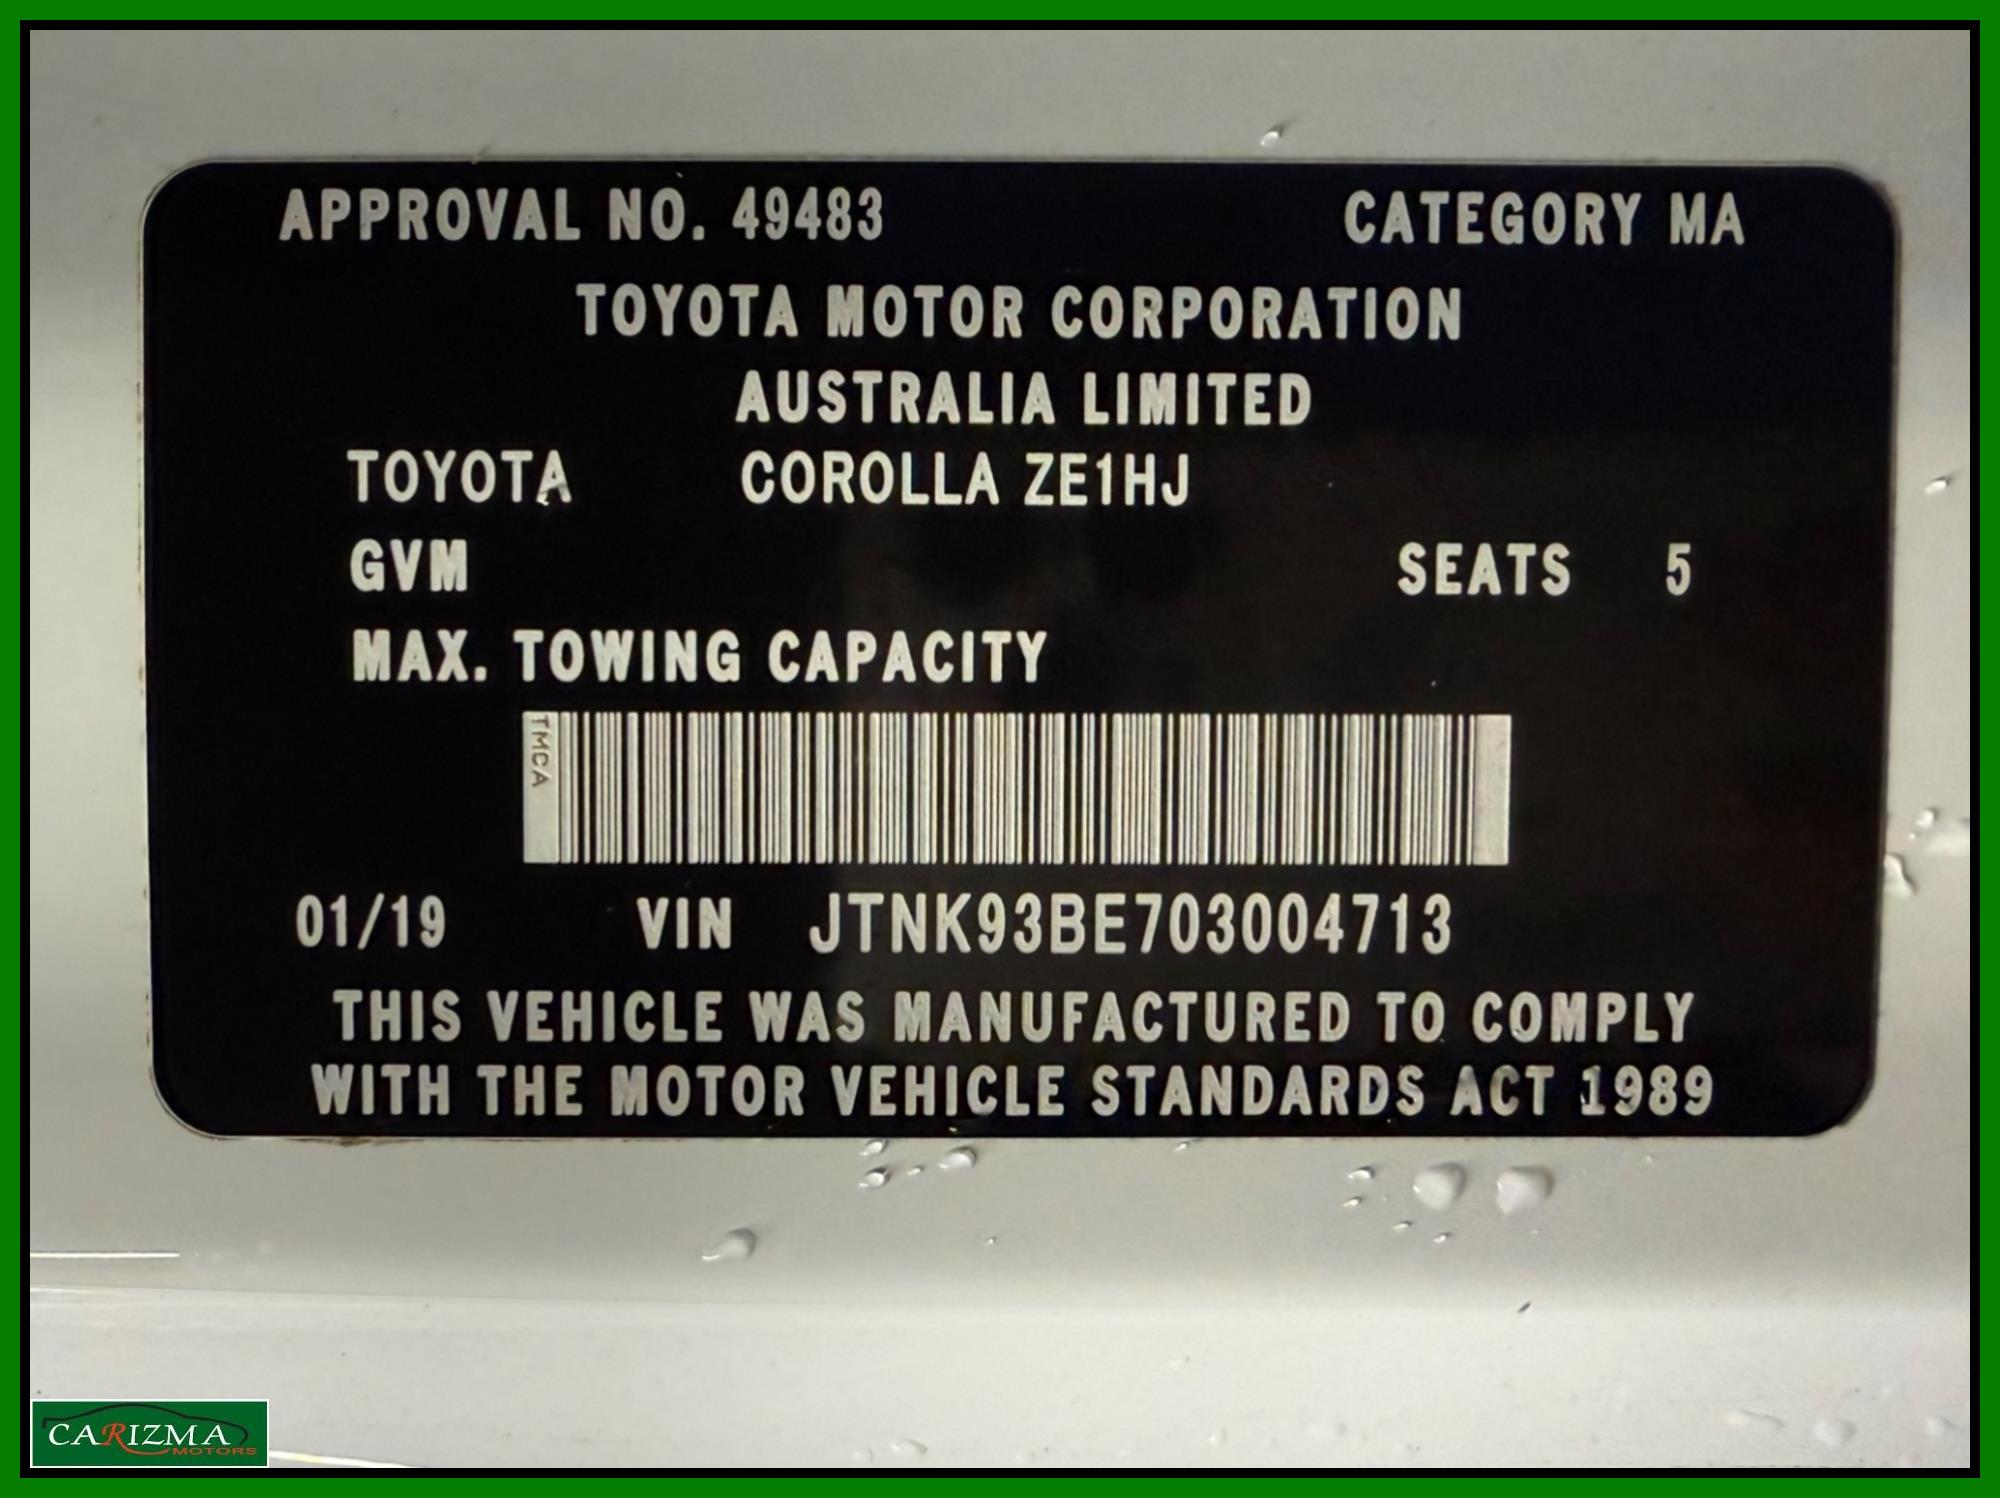 APPROVAL NO. 49483 CATEGORY MA
TOYOTA MOTOR CORPORATION
AUSTRALIA LIMITED
TOYOTA COROLLA ZE1HJ
GVM SEATS 5
MAX. TOWING CAPACITY
TMCA
01/19 VIN JTNK93BE703004713
THIS VEHICLE WAS MANUFACTURED TO COMPLY
WITH THE MOTOR VEHICLE STANDARDS ACT 1989
CARIZMA
MOTORS